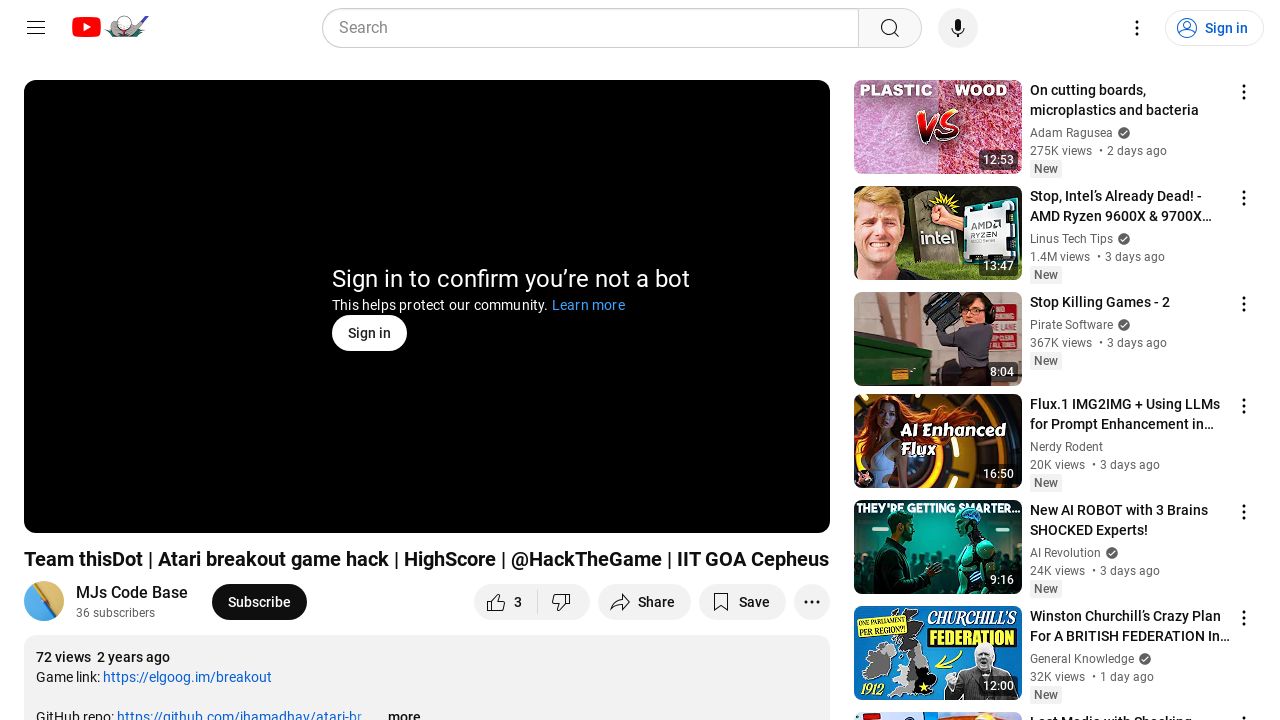 Search
Sign in
Sign in to confirm you’re not a bot
This helps protect our community. Learn more
Sign in
Team thisDot | Atari breakout game hack | HighScore | @HackTheGame | IIT GOA Cepheus
MJs Code Base
36 subscribers
Subscribe
3
Share
Save
72 views 2 years ago
Game link: https://elgoog.im/breakout
GitHub repo: https://github.com/jhamadhav/atari-br
...more
PLASTIC WOOD
VS
12:53
On cutting boards,
microplastics and bacteria
Adam Ragusea
275K views • 2 days ago
New
intel
AMD
RYZEN
13:47
Stop, Intel’s Already Dead! -
AMD Ryzen 9600X & 9700X…
Linus Tech Tips
1.4M views • 3 days ago
New
8:04
Stop Killing Games - 2
Pirate Software
367K views • 3 days ago
New
AI Enhanced
Flux
16:50
Flux.1 IMG2IMG + Using LLMs
for Prompt Enhancement in…
Nerdy Rodent
20K views • 3 days ago
New
THEY'RE GETTING SMARTER...
9:16
New AI ROBOT with 3 Brains
SHOCKED Experts!
AI Revolution
24K views • 3 days ago
New
ONE PARLIAMENT
PER REGION?!
CHURCHILL'S
FEDERATION
1912
12:00
Winston Churchill’s Crazy Plan
For A BRITISH FEDERATION In…
General Knowledge
32K views • 1 day ago
New